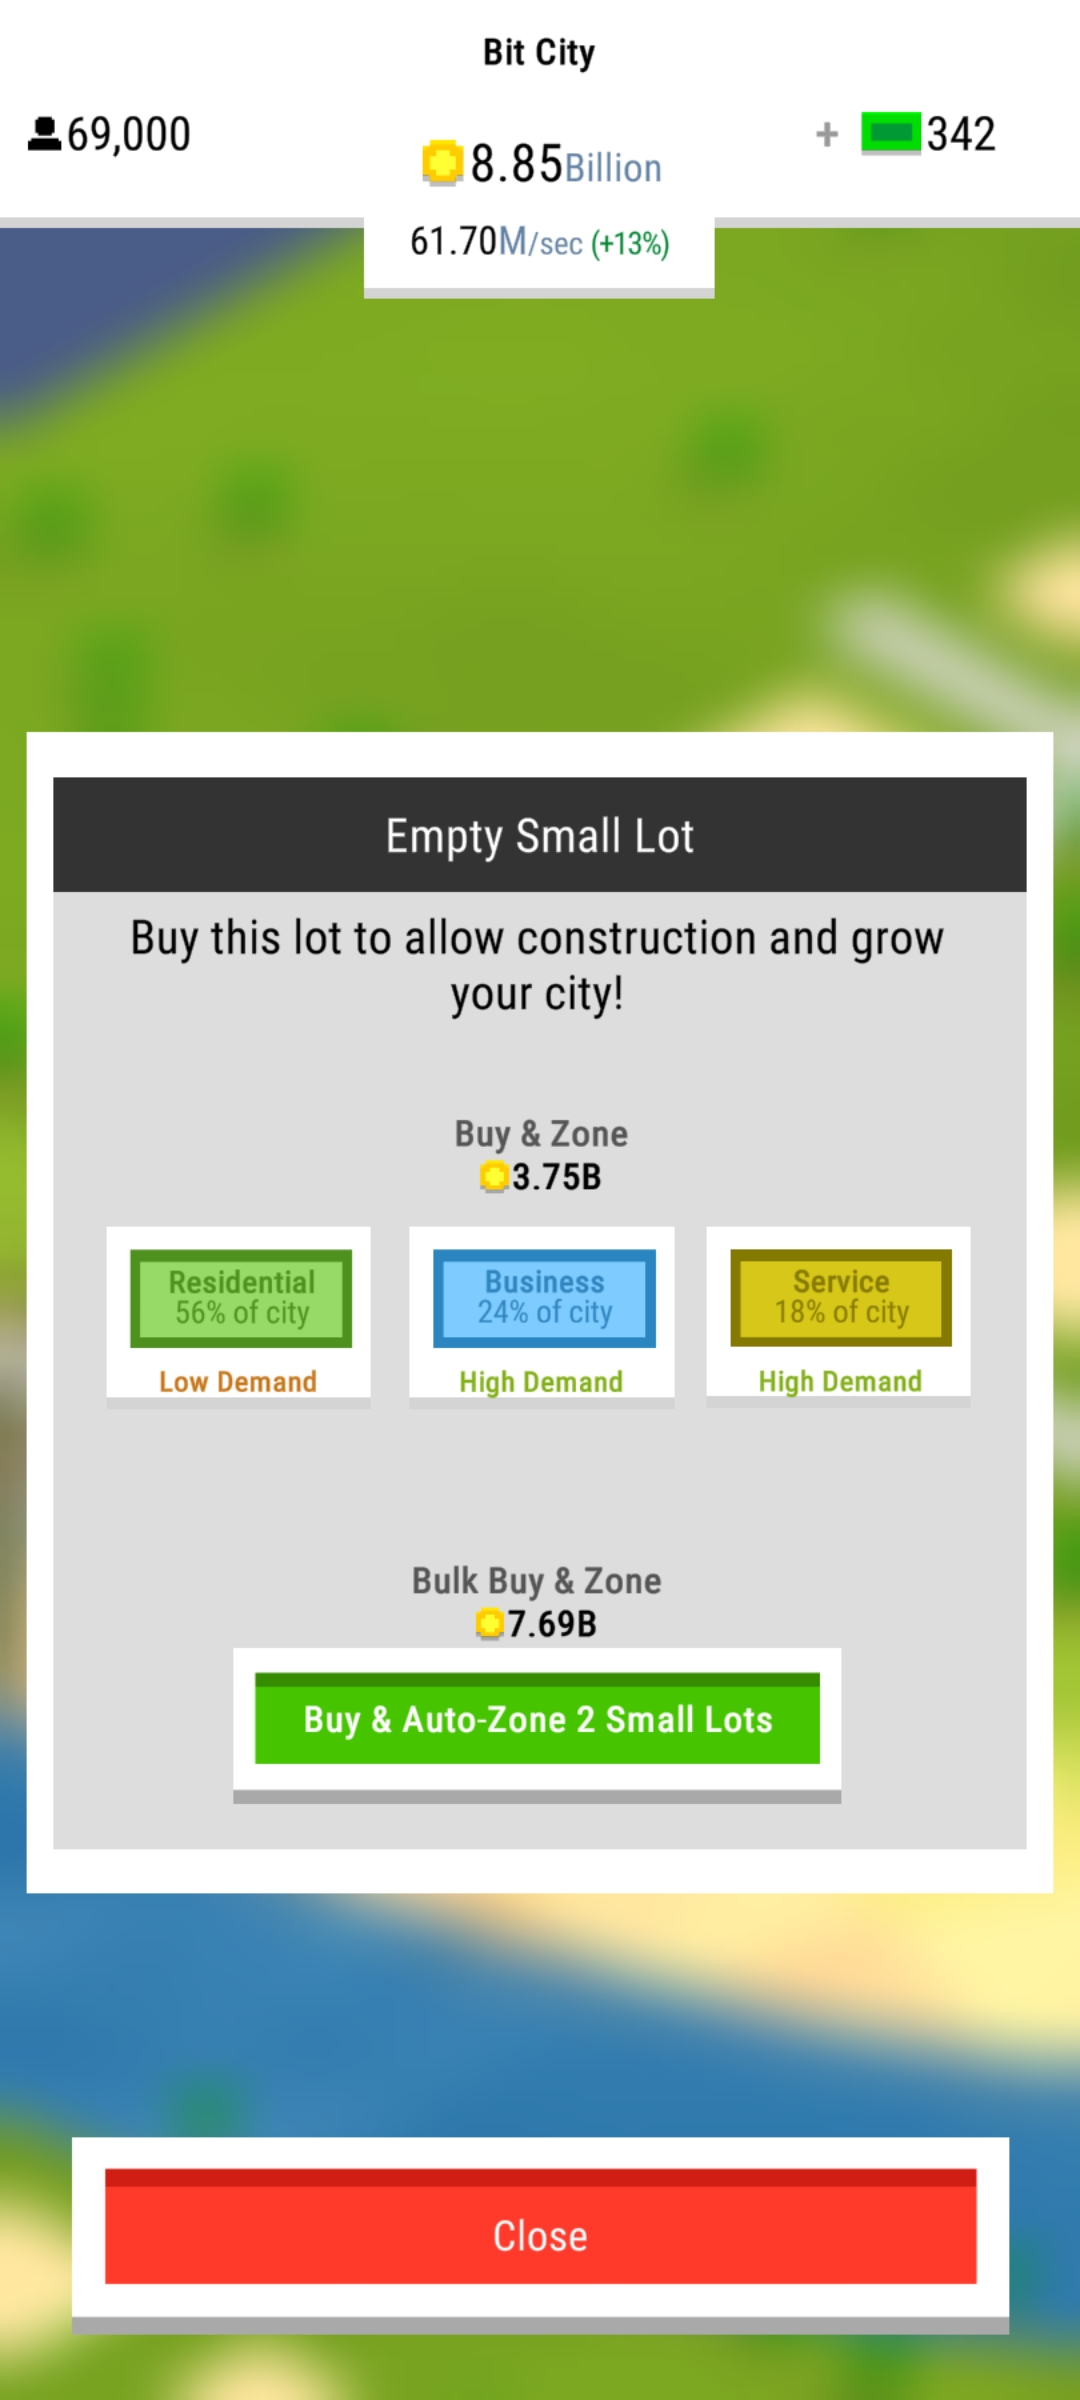 Bit City
69,000
8.85Billion
+ 342
61.70M/sec (+13%)
Empty Small Lot
Buy this lot to allow construction and grow
your city!
Buy & Zone
3.75B
Residential
56% of city
Low Demand
Business
24% of city
High Demand
Service
18% of city
High Demand
Bulk Buy & Zone
7.69B
Buy & Auto-Zone 2 Small Lots
Close